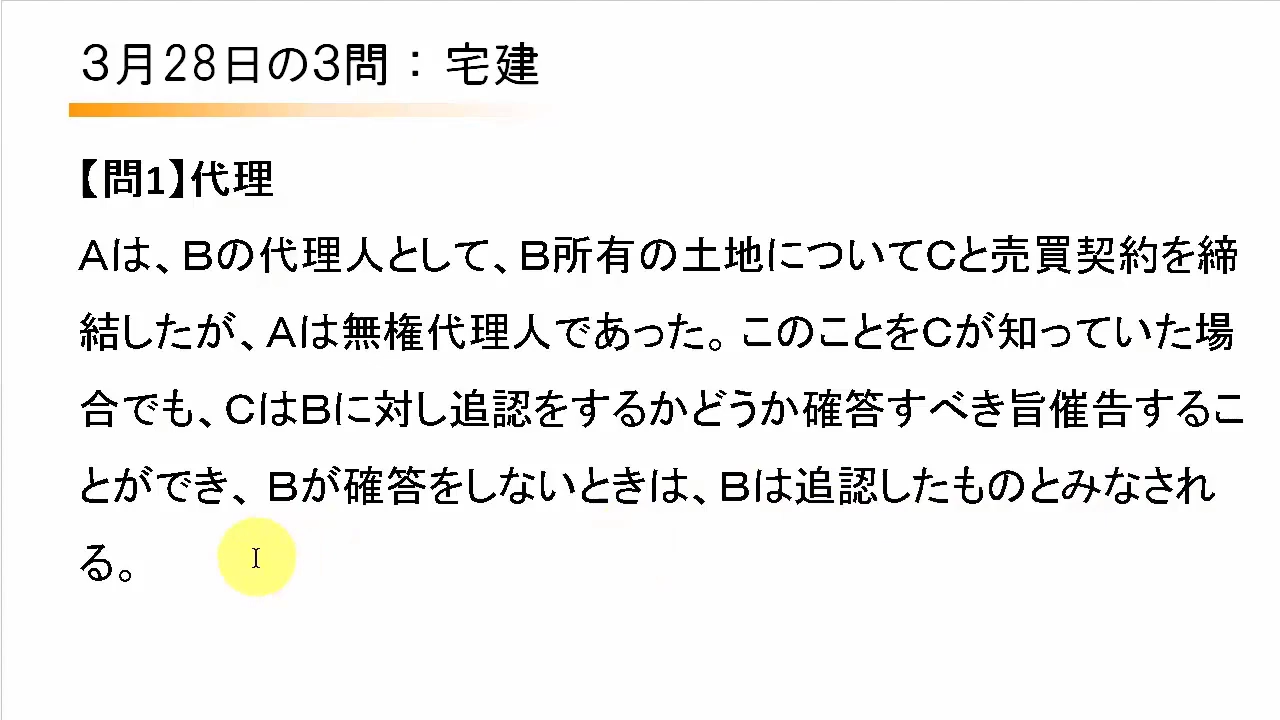 3月28日の3問：宅建
【問1】代理
Ａは、Ｂの代理人として、Ｂ所有の土地についてＣと売買契約を締
結したが、Ａは無権代理人であった。このことをＣが知っていた場
合でも、ＣはＢに対し追認をするかどうか確答すべき旨催告するこ
とができ、Ｂが確答をしないときは、Ｂは追認したものとみなされ
る。